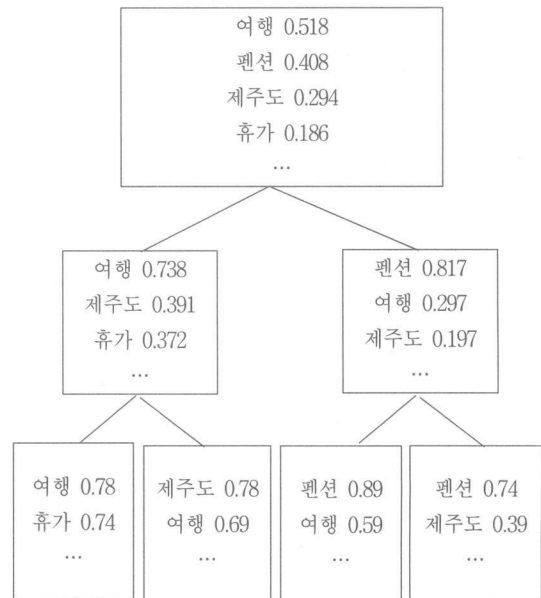 여행 0.518
펜션 0.408
제주도 0.294
휴가 0.186
...
여행 0.738
제주도 0.391
휴가 0.372
...
펜션 0.817
여행 0.297
제주도 0.197
...
여행 0.78
휴가 0.74
...
제주도 0.78
여행 0.69
...
펜션 0.89
여행 0.59
...
펜션 0.74
제주도 0.39
...